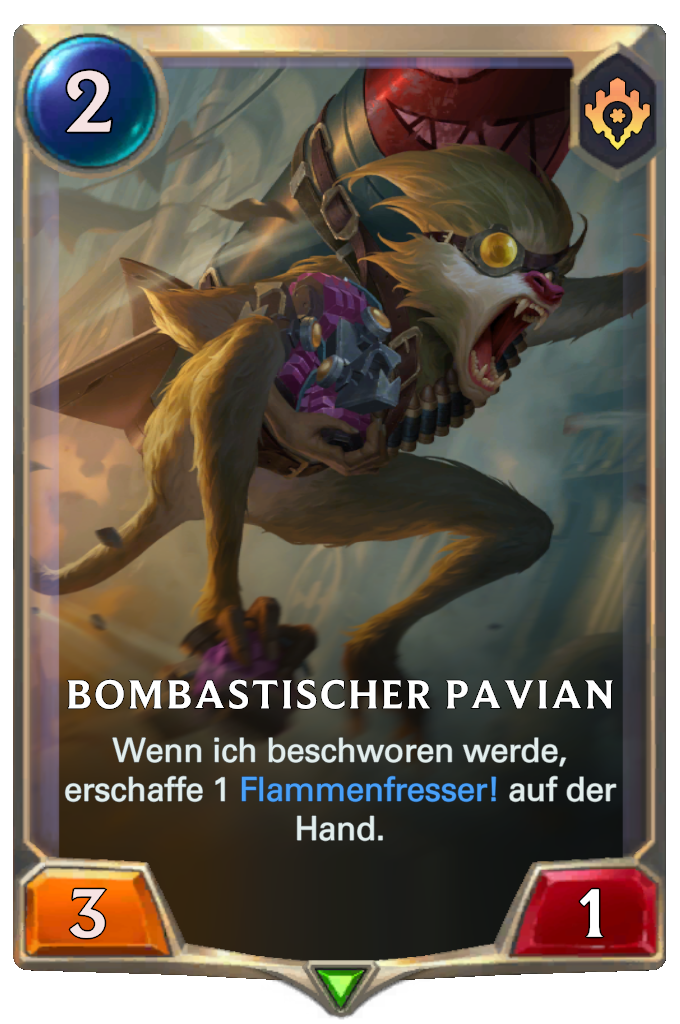 2
BOMBASTISCHER PAVIAN
Wenn ich beschworen werde,
erschaffe 1 Flammenfresser! auf der
Hand.
3
1